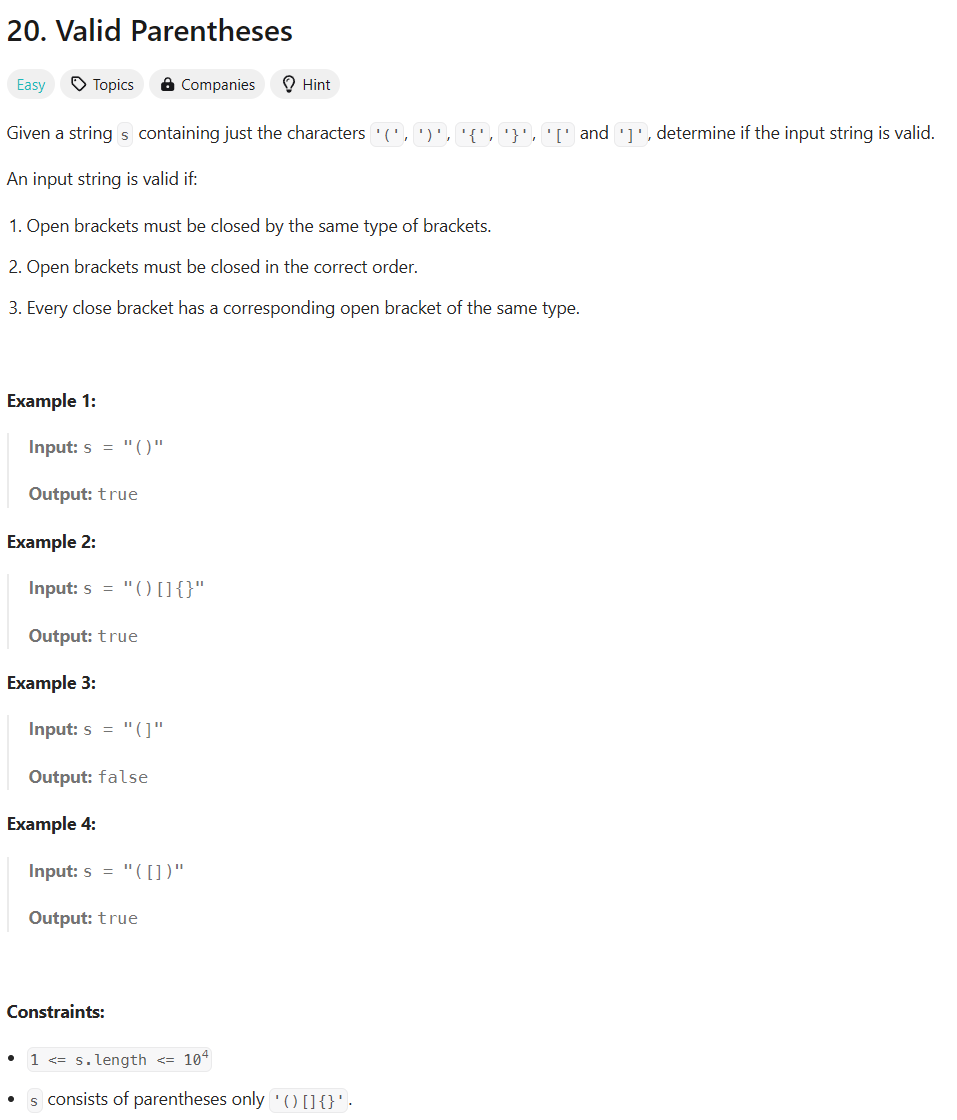 20. Valid Parentheses
Easy Topics Companies Hint
Given a string s containing just the characters '(', ')', '{', '}', '[' and ']', determine if the input string is valid.
An input string is valid if:
1. Open brackets must be closed by the same type of brackets.
2. Open brackets must be closed in the correct order.
3. Every close bracket has a corresponding open bracket of the same type.
Example 1:
Input: s = "()"
Output: true
Example 2:
Input: s = "()[]{}"
Output: true
Example 3:
Input: s = "(]"
Output: false
Example 4:
Input: s = "([])"
Output: true
Constraints:
• 1 <= s.length <= 10⁴
• s consists of parentheses only '()[]{}'.